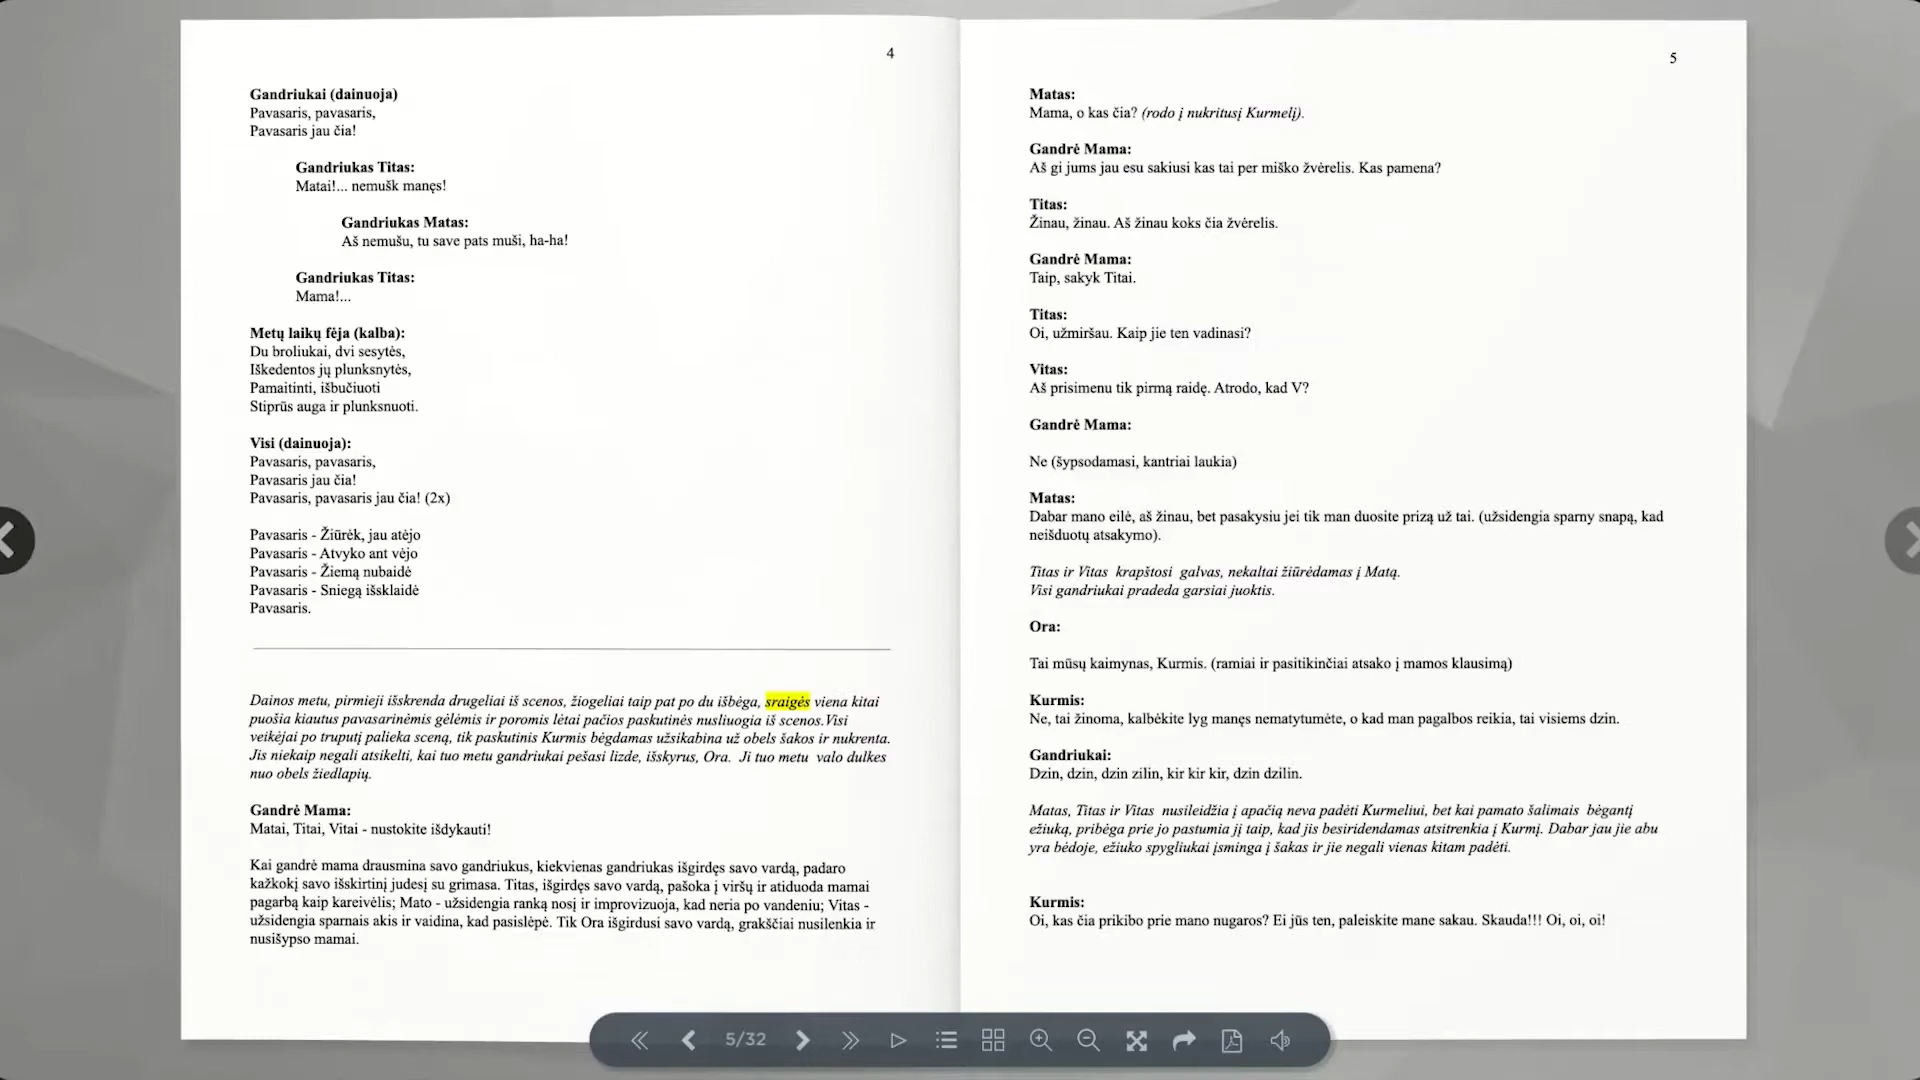 4
Gandriukai (dainuoja)
Pavasaris, pavasaris,
Pavasaris jau čia!
Gandriukas Titas:
Matai!... nemušk manęs!
Gandriukas Matas:
Aš nemušu, tu save pats muši, ha-ha!
Gandriukas Titas:
Mama!...
Metų laikų fėja (kalba):
Du broliukai, dvi sesytės,
Iškedentos jų plunksnytės,
Pamaitinti, išbučiuoti
Stiprūs auga ir plunksnuoti.
Visi (dainuoja):
Pavasaris, pavasaris,
Pavasaris jau čia!
Pavasaris, pavasaris jau čia! (2x)
Pavasaris - Žiūrėk, jau atėjo
Pavasaris - Atvyko ant vėjo
Pavasaris - Žiemą nubaidė
Pavasaris - Sniegą išsklaidė
Pavasaris.
Dainos metu, pirmieji išskrenda drugeliai iš scenos, žiogeliai taip pat po du išbėga, sraigės viena kitai
puošia kiautus pavasarinėmis gėlėmis ir poromis lėtai pačios paskutinės nusliuogia iš scenos.Visi
veikėjai po truputį palieka sceną, tik paskutinis Kurmis bėgdamas užsikabina už obels šakos ir nukrenta.
Jis niekaip negali atsikelti, kai tuo metu gandriukai pešasi lizde, išskyrus, Ora. Ji tuo metu valo dulkes
nuo obels žiedlapių.
Gandrė Mama:
Matai, Titai, Vitai - nustokite išdykauti!
Kai gandrė mama drausmina savo gandriukus, kiekvienas gandriukas išgirdęs savo vardą, padaro
kažkokį savo išskirtinį judesį su grimasa. Titas, išgirdęs savo vardą, pašoka į viršų ir atiduoda mamai
pagarbą kaip kareivėlis; Mato - užsidengia ranką nosį ir improvizuoja, kad neria po vandeniu; Vitas -
užsidengia sparnais akis ir vaidina, kad pasislėpė. Tik Ora išgirdusi savo vardą, grakščiai nusilenkia ir
nusišypso mamai.
5
Matas:
Mama, o kas čia? (rodo į nukritusį Kurmelį).
Gandrė Mama:
Aš gi jums jau esu sakiusi kas tai per miško žvėrelis. Kas pamena?
Titas:
Žinau, žinau. Aš žinau koks čia žvėrelis.
Gandrė Mama:
Taip, sakyk Titai.
Titas:
Oi, užmiršau. Kaip jie ten vadinasi?
Vitas:
Aš prisimenu tik pirmą raidę. Atrodo, kad V?
Gandrė Mama:
Ne (šypsodamasi, kantriai laukia)
Matas:
Dabar mano eilė, aš žinau, bet pasakysiu jei tik man duosite prizą už tai. (užsidengia sparny snapą, kad
neišduotų atsakymo).
Titas ir Vitas krapštosi galvas, nekaltai žiūrėdamas į Matą.
Visi gandriukai pradeda garsiai juoktis.
Ora:
Tai mūsų kaimynas, Kurmis. (ramiai ir pasitikinčiai atsako į mamos klausimą)
Kurmis:
Ne, tai žinoma, kalbėkite lyg manęs nematytumėte, o kad man pagalbos reikia, tai visiems dzin.
Gandriukai:
Dzin, dzin, dzin zilin, kir kir kir, dzin dzilin.
Matas, Titas ir Vitas nusileidžia į apačią neva padėti Kurmeliui, bet kai pamato šalimais bėgantį
ežiuką, pribėga prie jo pastumia jį taip, kad jis besiridendamas atsitrenkia į Kurmį. Dabar jau jie abu
yra bėdoje, ežiuko spygliukai įsminga į šakas ir jie negali vienas kitam padėti.
Kurmis:
Oi, kas čia prikibo prie mano nugaros? Ei jūs ten, paleiskite mane sakau. Skauda!!! Oi, oi, oi!
5/32